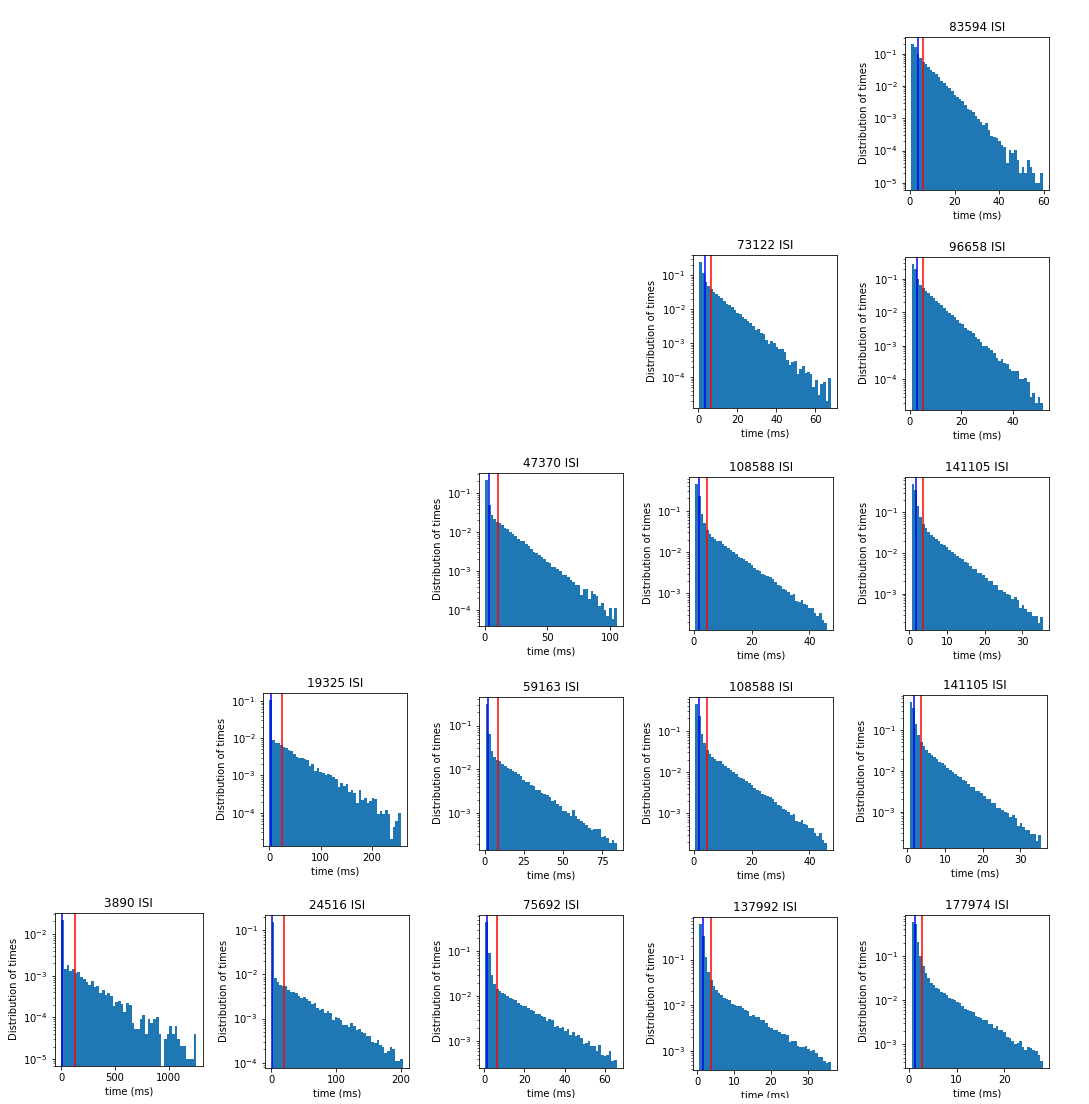 83594 ISI
Distribution of times
10⁻¹
10⁻²
10⁻³
10⁻⁴
10⁻⁵
0 20 40 60
time (ms)
73122 ISI
Distribution of times
10⁻¹
10⁻²
10⁻³
10⁻⁴
0 20 40 60
time (ms)
96658 ISI
Distribution of times
10⁻¹
10⁻²
10⁻³
10⁻⁴
0 20 40
time (ms)
47370 ISI
Distribution of times
10⁻¹
10⁻²
10⁻³
10⁻⁴
0 50 100
time (ms)
108588 ISI
Distribution of times
10⁻¹
10⁻²
10⁻³
0 20 40
time (ms)
141105 ISI
Distribution of times
10⁻¹
10⁻²
10⁻³
0 10 20 30
time (ms)
19325 ISI
Distribution of times
10⁻¹
10⁻²
10⁻³
10⁻⁴
0 100 200
time (ms)
59163 ISI
Distribution of times
10⁻¹
10⁻²
10⁻³
0 25 50 75
time (ms)
108588 ISI
Distribution of times
10⁻¹
10⁻²
10⁻³
0 20 40
time (ms)
141105 ISI
Distribution of times
10⁻¹
10⁻²
10⁻³
0 10 20 30
time (ms)
3890 ISI
Distribution of times
10⁻²
10⁻³
10⁻⁴
10⁻⁵
0 500 1000
time (ms)
24516 ISI
Distribution of times
10⁻¹
10⁻²
10⁻³
10⁻⁴
0 100 200
time (ms)
75692 ISI
Distribution of times
10⁻¹
10⁻²
10⁻³
0 20 40 60
time (ms)
137992 ISI
Distribution of times
10⁻¹
10⁻²
10⁻³
0 10 20 30
time (ms)
177974 ISI
Distribution of times
10⁻¹
10⁻²
10⁻³
0 10 20
time (ms)